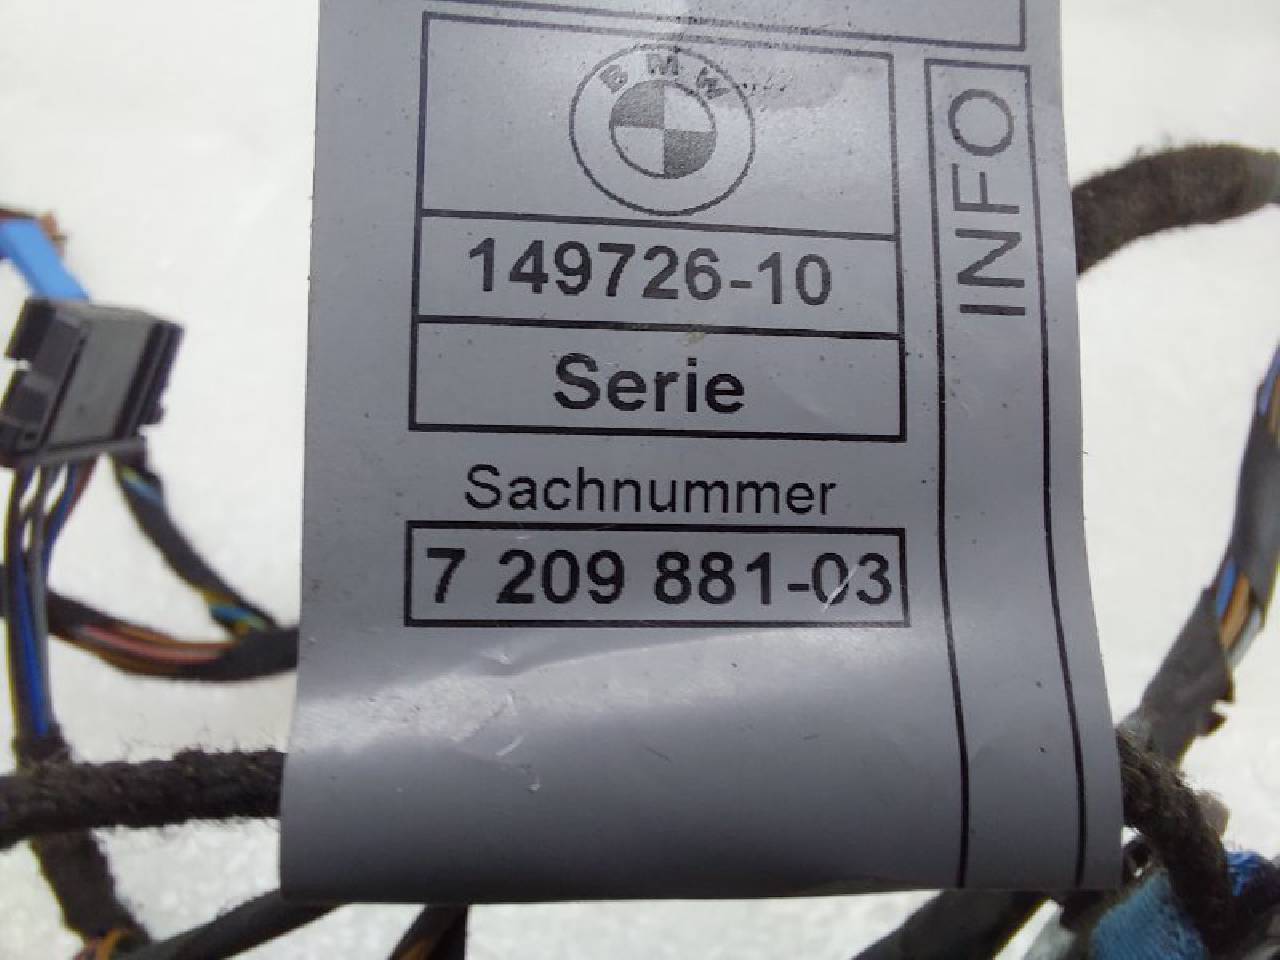 BMW
149726-10
Serie
Sachnummer
7 209 881-03
INFO